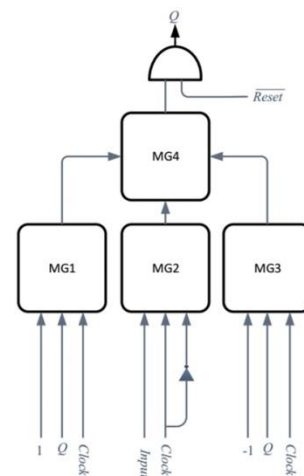 Q
Reset
MG4
MG1
MG2
MG3
1
Q
Clock
Input
Clock
-1
Q
Clock